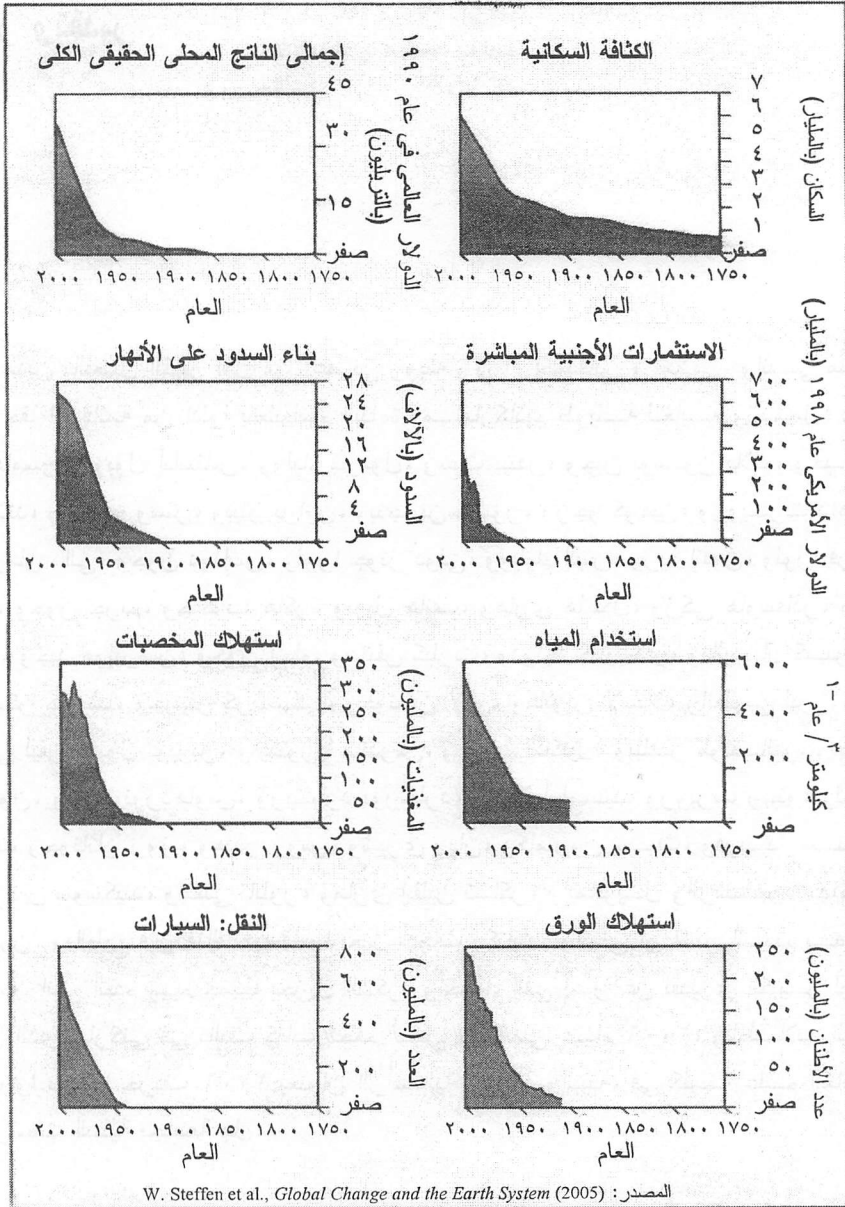 الكثافة السكانية
السكان (بالمليار)
٧
٦
٥
٤
٣
٢
١
صفر
١٧٥٠ ١٨٠٠ ١٨٥٠ ١٩٠٠ ١٩٥٠ ٢٠٠٠
العام
إجمالى الناتج المحلى الحقيقى الكلى
الدولار العالمى فى عام ١٩٩٠
(بالتريليون)
٤٥
٣٠
١٥
صفر
١٧٥٠ ١٨٠٠ ١٨٥٠ ١٩٠٠ ١٩٥٠ ٢٠٠٠
العام
الاستثمارات الأجنبية المباشرة
الدولار الأمريكى عام ١٩٩٨ (بالمليار)
٧٠٠
٦٠٠
٥٠٠
٤٠٠
٣٠٠
٢٠٠
١٠٠
صفر
١٧٥٠ ١٨٠٠ ١٨٥٠ ١٩٠٠ ١٩٥٠ ٢٠٠٠
العام
بناء السدود على الأنهار
السدود (بالآلاف)
٢٨
٢٤
١٦
١٢
٨
٤
صفر
١٧٥٠ ١٨٠٠ ١٨٥٠ ١٩٠٠ ١٩٥٠ ٢٠٠٠
العام
استخدام المياه
كيلومتر ٣/ عام -١
٦٠٠٠
٤٠٠٠
٢٠٠٠
صفر
١٧٥٠ ١٨٠٠ ١٨٥٠ ١٩٠٠ ١٩٥٠ ٢٠٠٠
العام
استهلاك المخصبات
المغذيات (بالمليون)
٣٥٠
٣٠٠
٢٥٠
٢٠٠
١٥٠
١٠٠
٥٠
صفر
١٧٥٠ ١٨٠٠ ١٨٥٠ ١٩٠٠ ١٩٥٠ ٢٠٠٠
العام
استهلاك الورق
عدد الأطنان (بالمليون)
٢٥٠
٢٠٠
١٥٠
١٠٠
٥٠
صفر
١٧٥٠ ١٨٠٠ ١٨٥٠ ١٩٠٠ ١٩٥٠ ٢٠٠٠
العام
النقل: السيارات
العدد (بالمليون)
٨٠٠
٦٠٠
٤٠٠
٢٠٠
صفر
١٧٥٠ ١٨٠٠ ١٨٥٠ ١٩٠٠ ١٩٥٠ ٢٠٠٠
العام
المصدر: W. Steffen et al., Global Change and the Earth System (2005)